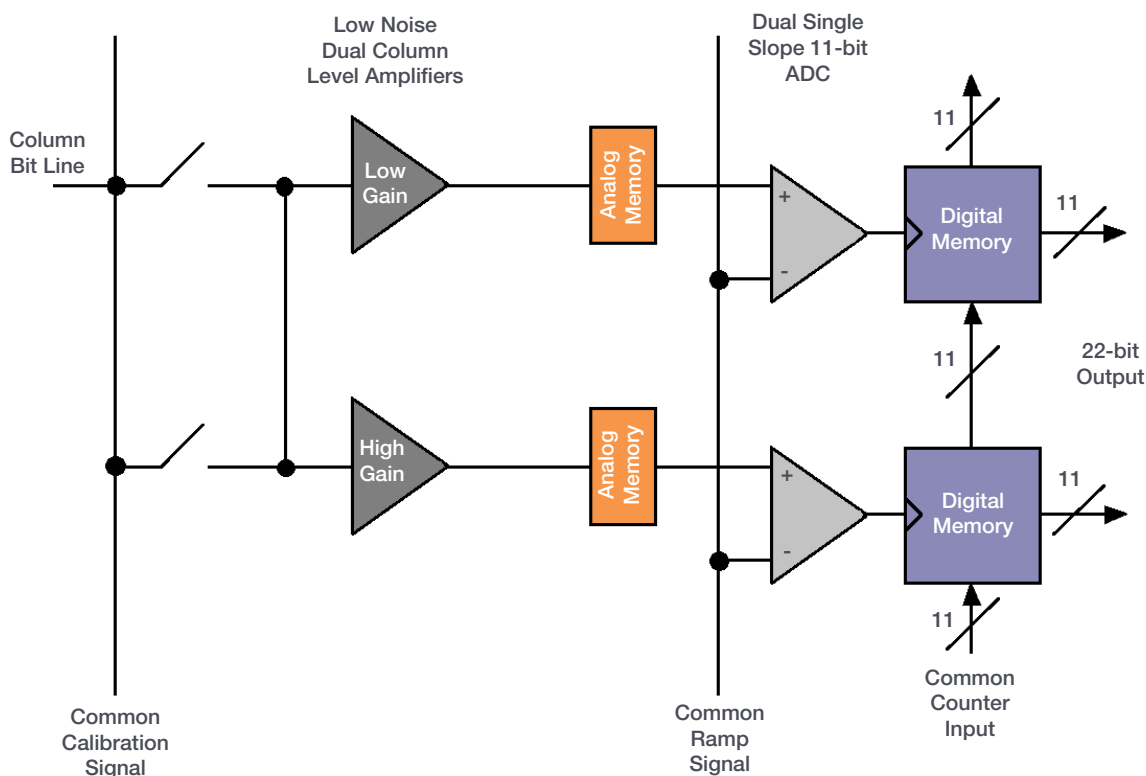 Low Noise
Dual Column
Level Amplifiers
Dual Single
Slope 11-bit
ADC
Column
Bit Line
Low
Gain
Analog
Memory
+
-
Digital
Memory
11
11
11
22-bit
Output
High
Gain
Analog
Memory
+
-
Digital
Memory
11
11
Common
Calibration
Signal
Common
Ramp
Signal
Common
Counter
Input